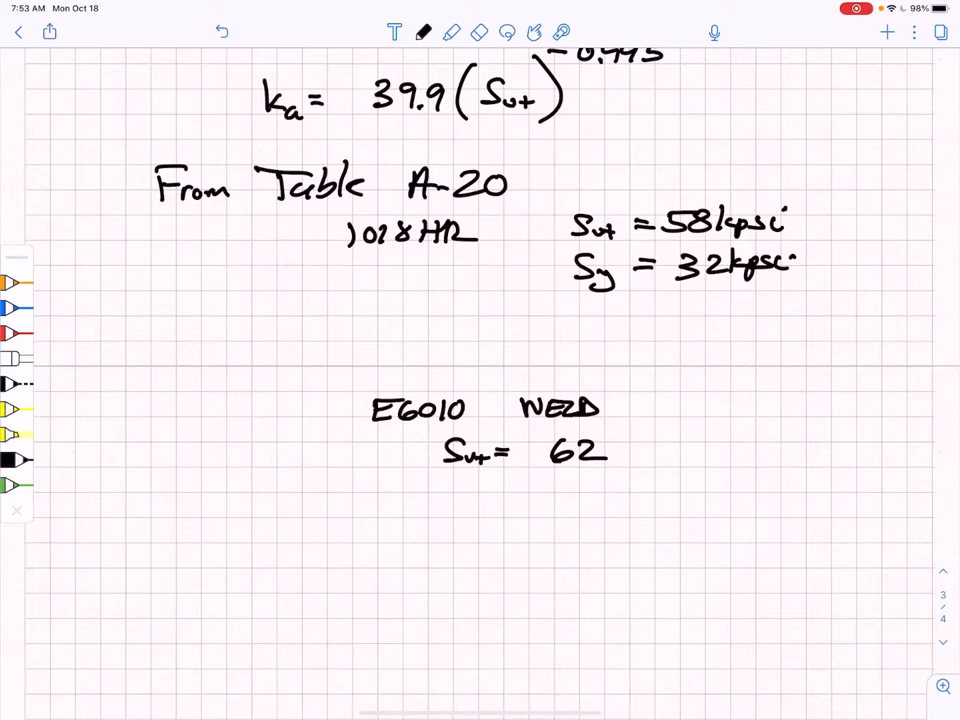 7:53 AM Mon Oct 18
98%
T
- 0.995
ka = 39.9 (Sut)
From Table A-20
1018 HR
Sut = 58 kpsi
Sy = 32 kpsi
E6010 WELD
Sut = 62
3
/
4